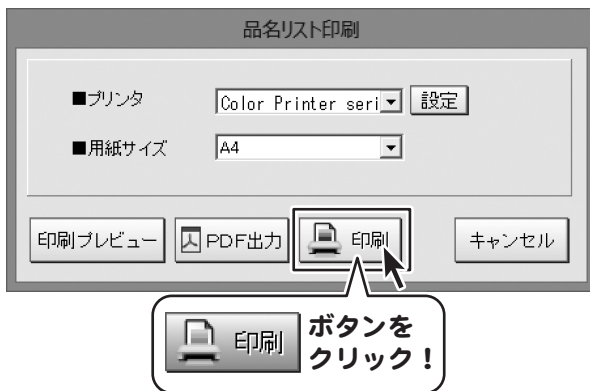 品名リスト印刷
■プリンタ Color Printer seri 設定
■用紙サイズ A4
印刷プレビュー PDF出力 印刷 キャンセル
印刷 ボタンを
クリック！